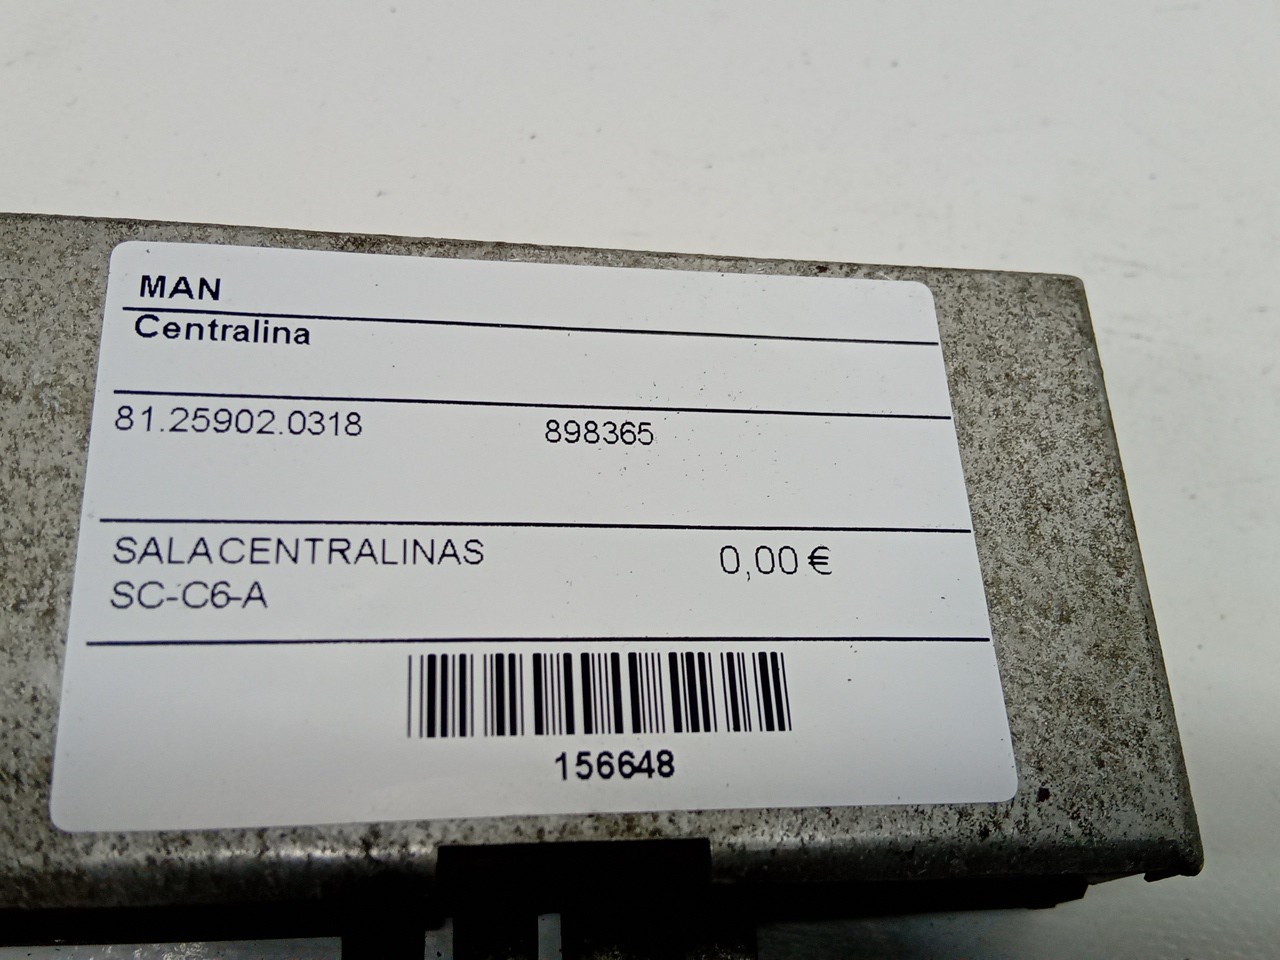 MAN
Centralina
81.25902.0318 898365
SALACENTRALINAS 0,00 €
SC-C6-A
156648